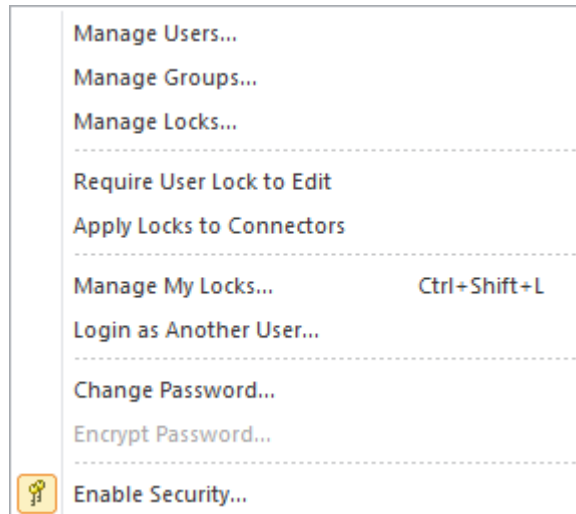 Manage Users...
Manage Groups...
Manage Locks...
Require User Lock to Edit
Apply Locks to Connectors
Manage My Locks... Ctrl+Shift+L
Login as Another User...
Change Password...
Encrypt Password...
Enable Security...